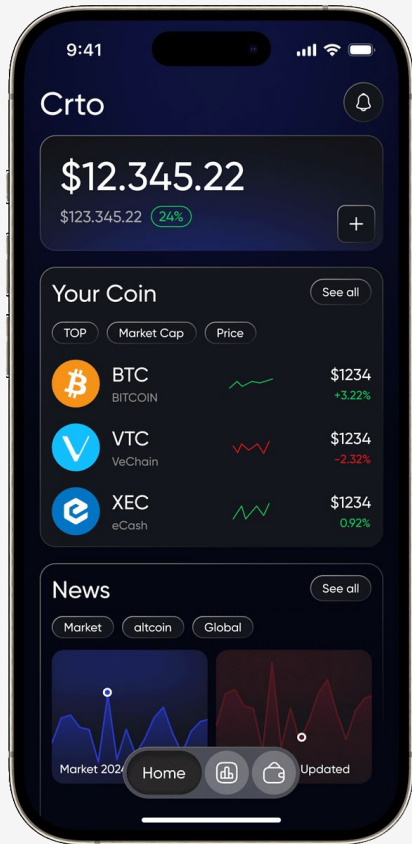 9:41
Crto
$12.345.22
$123.345.22 24%
+
Your Coin See all
TOP Market Cap Price
BTC $1234
BITCOIN +3.22%
VTC $1234
VeChain -2.32%
XEC $1234
eCash 0.92%
News See all
Market altcoin Global
Market 2024 Updated
Home